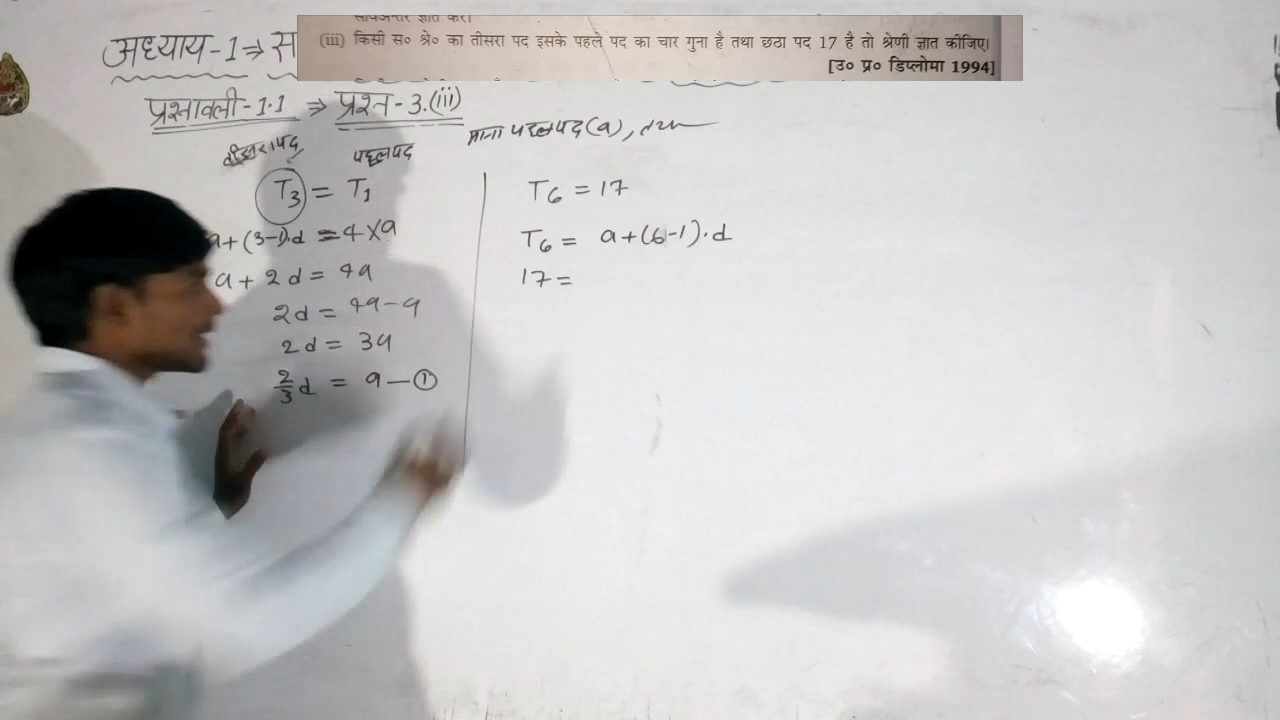 (iii) किसी स० श्रे० का तीसरा पद इसके पहले पद का चार गुना है तथा छठा पद 17 है तो श्रेणी ज्ञात कीजिए।
[उ० प्र० डिप्लोमा 1994]
अध्याय-1⇒ स
प्रश्नावली-1.1 ⇒ प्रश्न-3.(iii)
माना पहलापद(a),
पहलापद
T₃ = T₁
a+(3-1).d = 4×a
a + 2d = 4a
2d = 4a-a
2d = 3a
2/3 d = a — ①
T₆ = 17
T₆ = a+(6-1).d
17 =